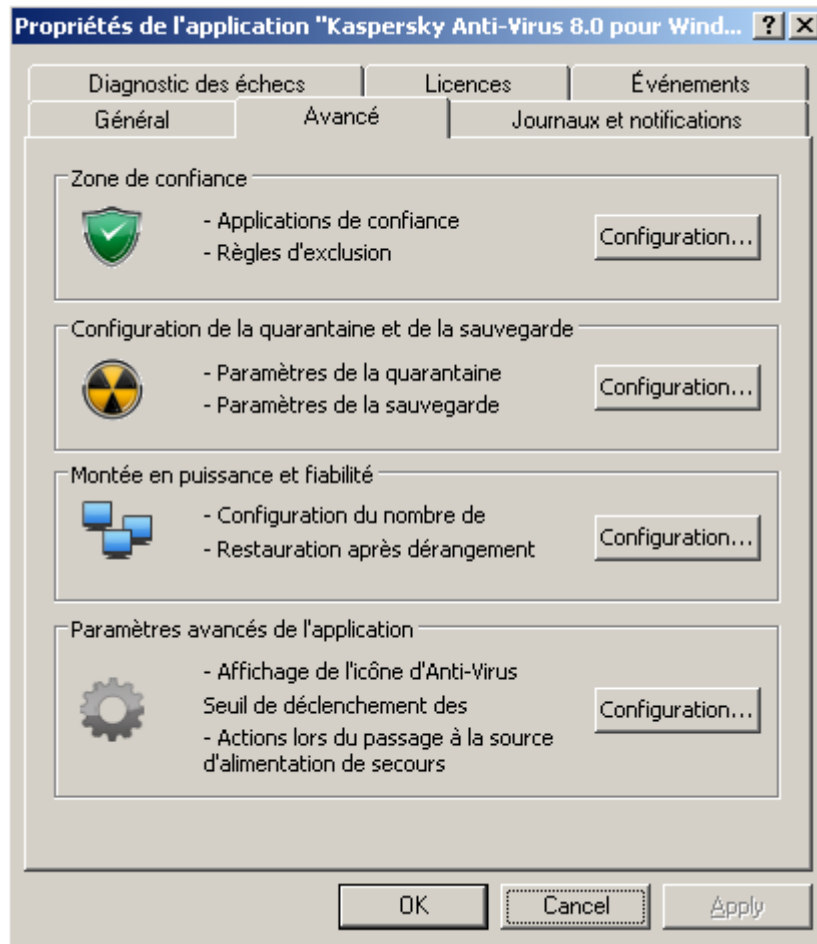 Propriétés de l'application "Kaspersky Anti-Virus 8.0 pour Wind...
Diagnostic des échecs
Licences
Événements
Général
Avancé
Journaux et notifications
Zone de confiance
- Applications de confiance
- Règles d'exclusion
Configuration...
Configuration de la quarantaine et de la sauvegarde
- Paramètres de la quarantaine
- Paramètres de la sauvegarde
Configuration...
Montée en puissance et fiabilité
- Configuration du nombre de
- Restauration après dérangement
Configuration...
Paramètres avancés de l'application
- Affichage de l'icône d'Anti-Virus
Seuil de déclenchement des
- Actions lors du passage à la source
d'alimentation de secours
Configuration...
OK
Cancel
Apply